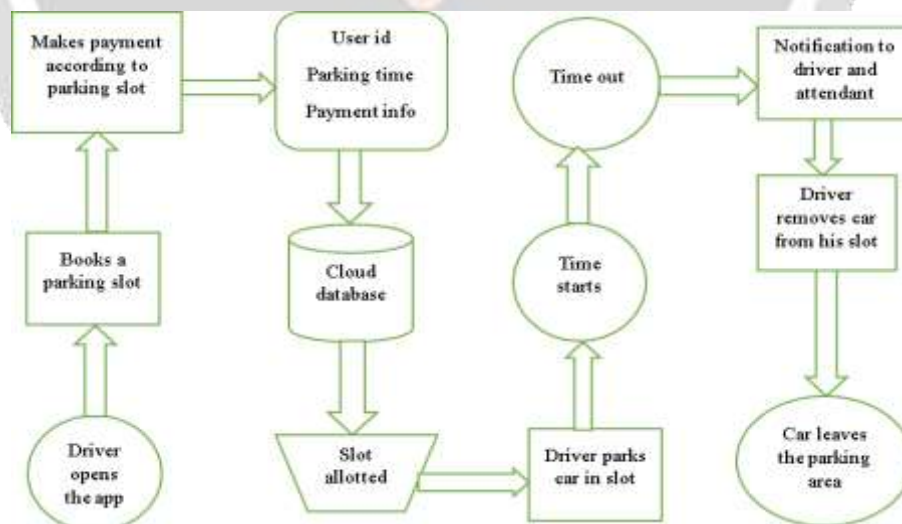 Driver
opens
the app
Books a
parking slot
Makes payment
according to
parking slot
User id
Parking time
Payment info
Cloud
database
Slot
allotted
Driver parks
car in slot
Time
starts
Time out
Notification to
driver and
attendant
Driver
removes car
from his slot
Car leaves
the parking
area